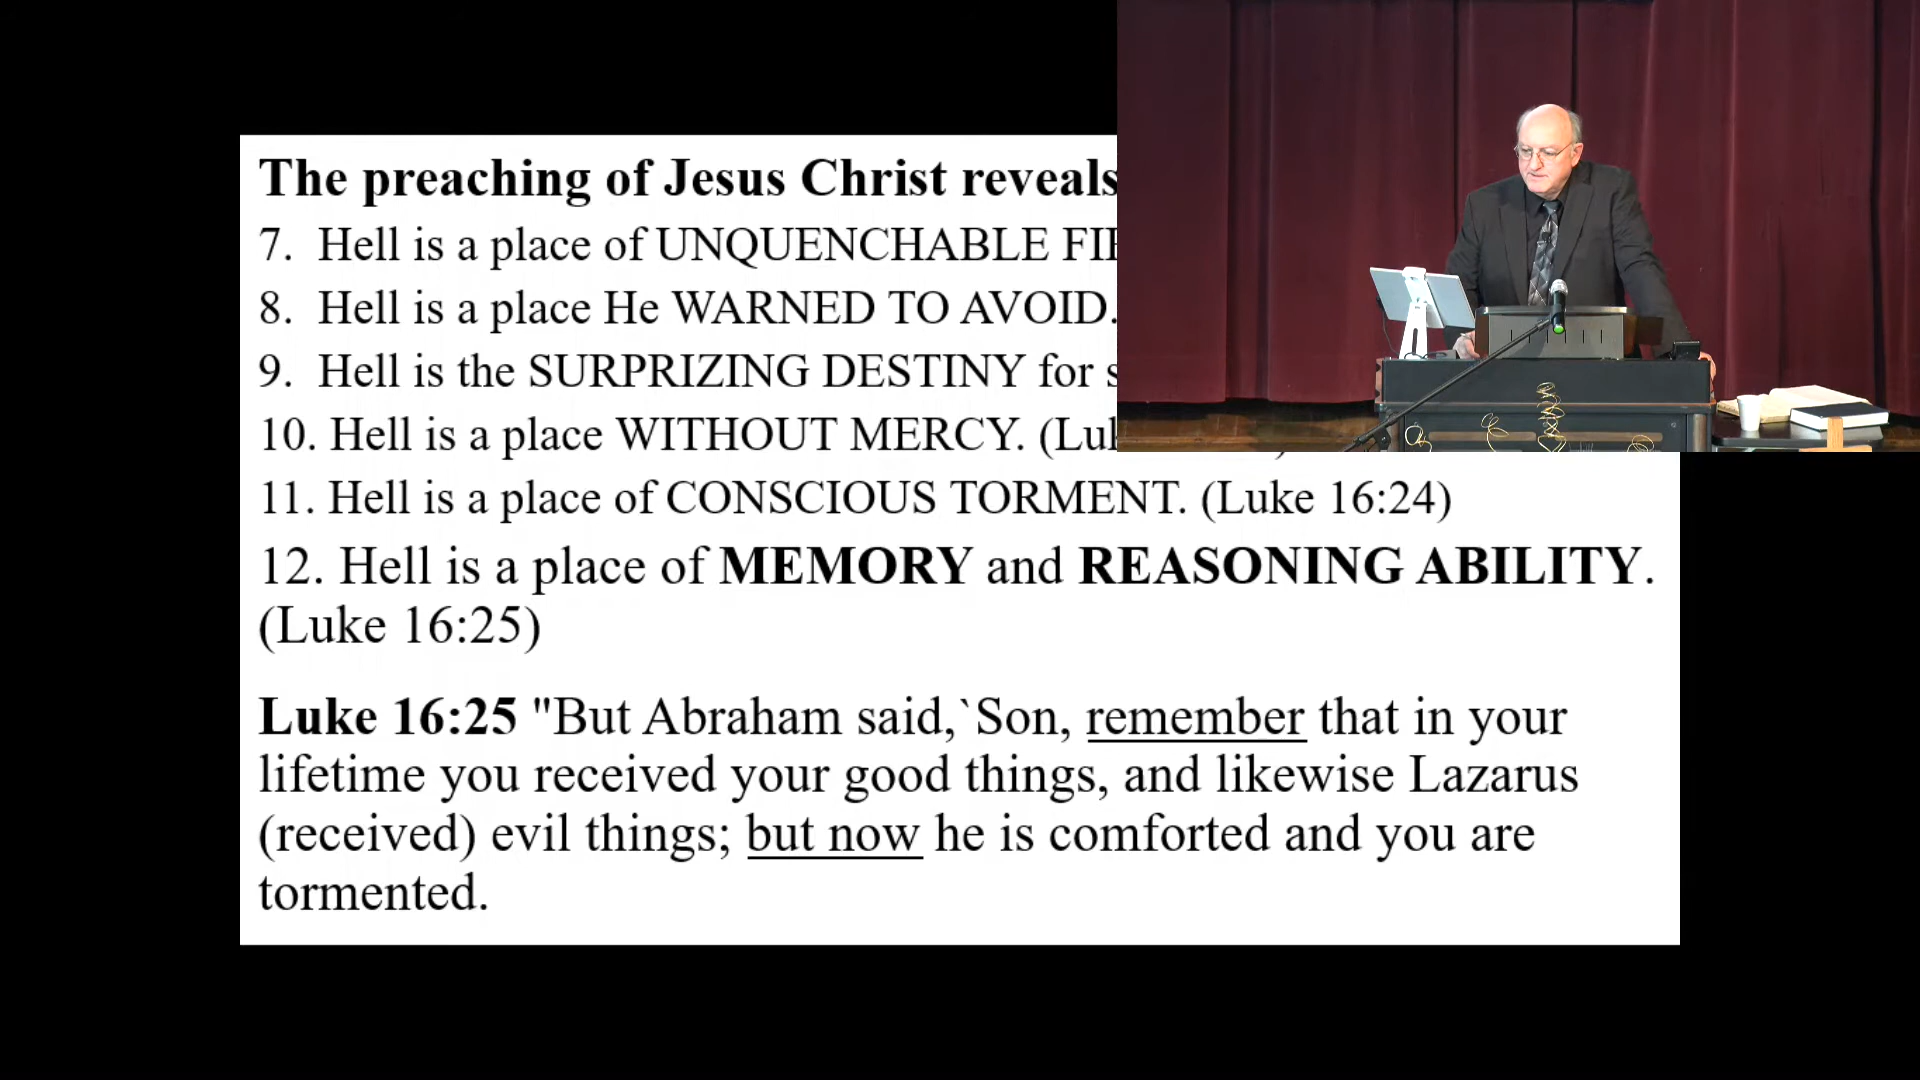 The preaching of Jesus Christ reveals
7. Hell is a place of UNQUENCHABLE
8. Hell is a place He WARNED TO AVOID.
9. Hell is the SURPRIZING DESTINY for
10. Hell is a place WITHOUT MERCY.
11. Hell is a place of CONSCIOUS TORMENT. (Luke 16:24)
12. Hell is a place of MEMORY and REASONING ABILITY.
(Luke 16:25)
Luke 16:25 "But Abraham said,`Son, remember that in your
lifetime you received your good things, and likewise Lazarus
(received) evil things; but now he is comforted and you are
tormented.